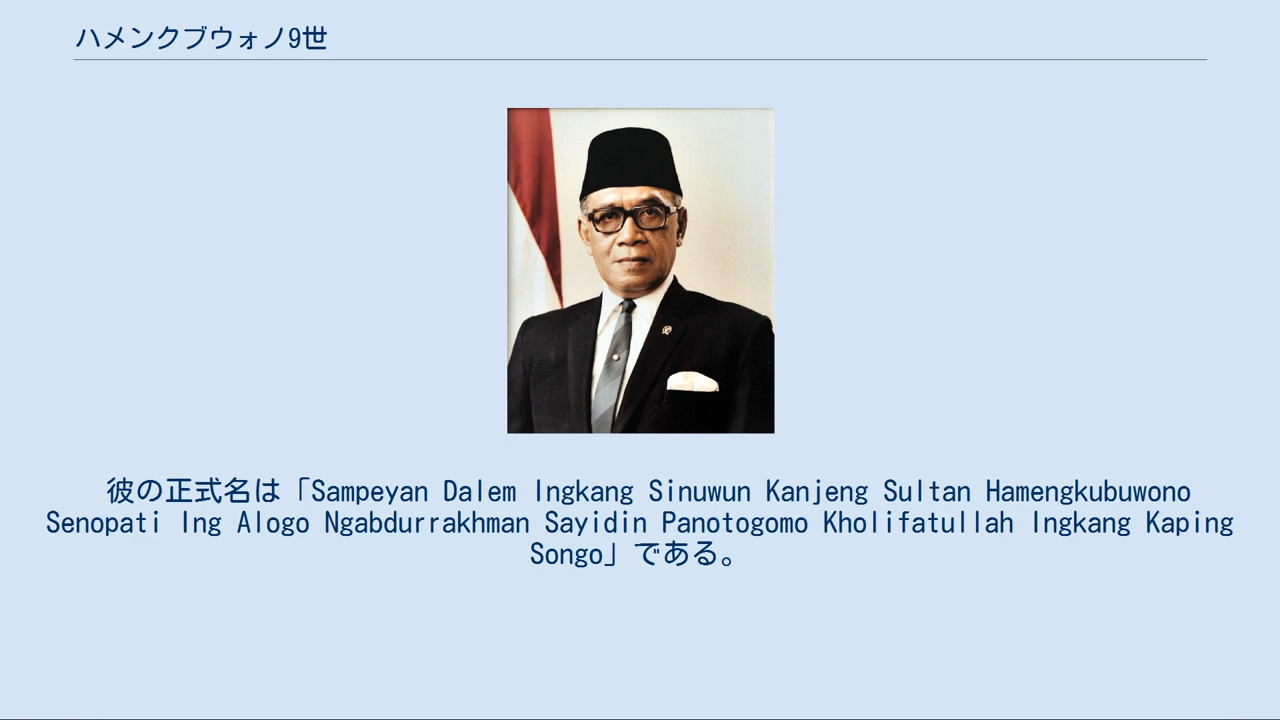 ハメンクブウォノ9世
彼の正式名は「Sampeyan Dalem Ingkang Sinuwun Kanjeng Sultan Hamengkubuwono
Senopati Ing Alogo Ngabdurrakhman Sayidin Panotogomo Kholifatullah Ingkang Kaping
Songo」である。